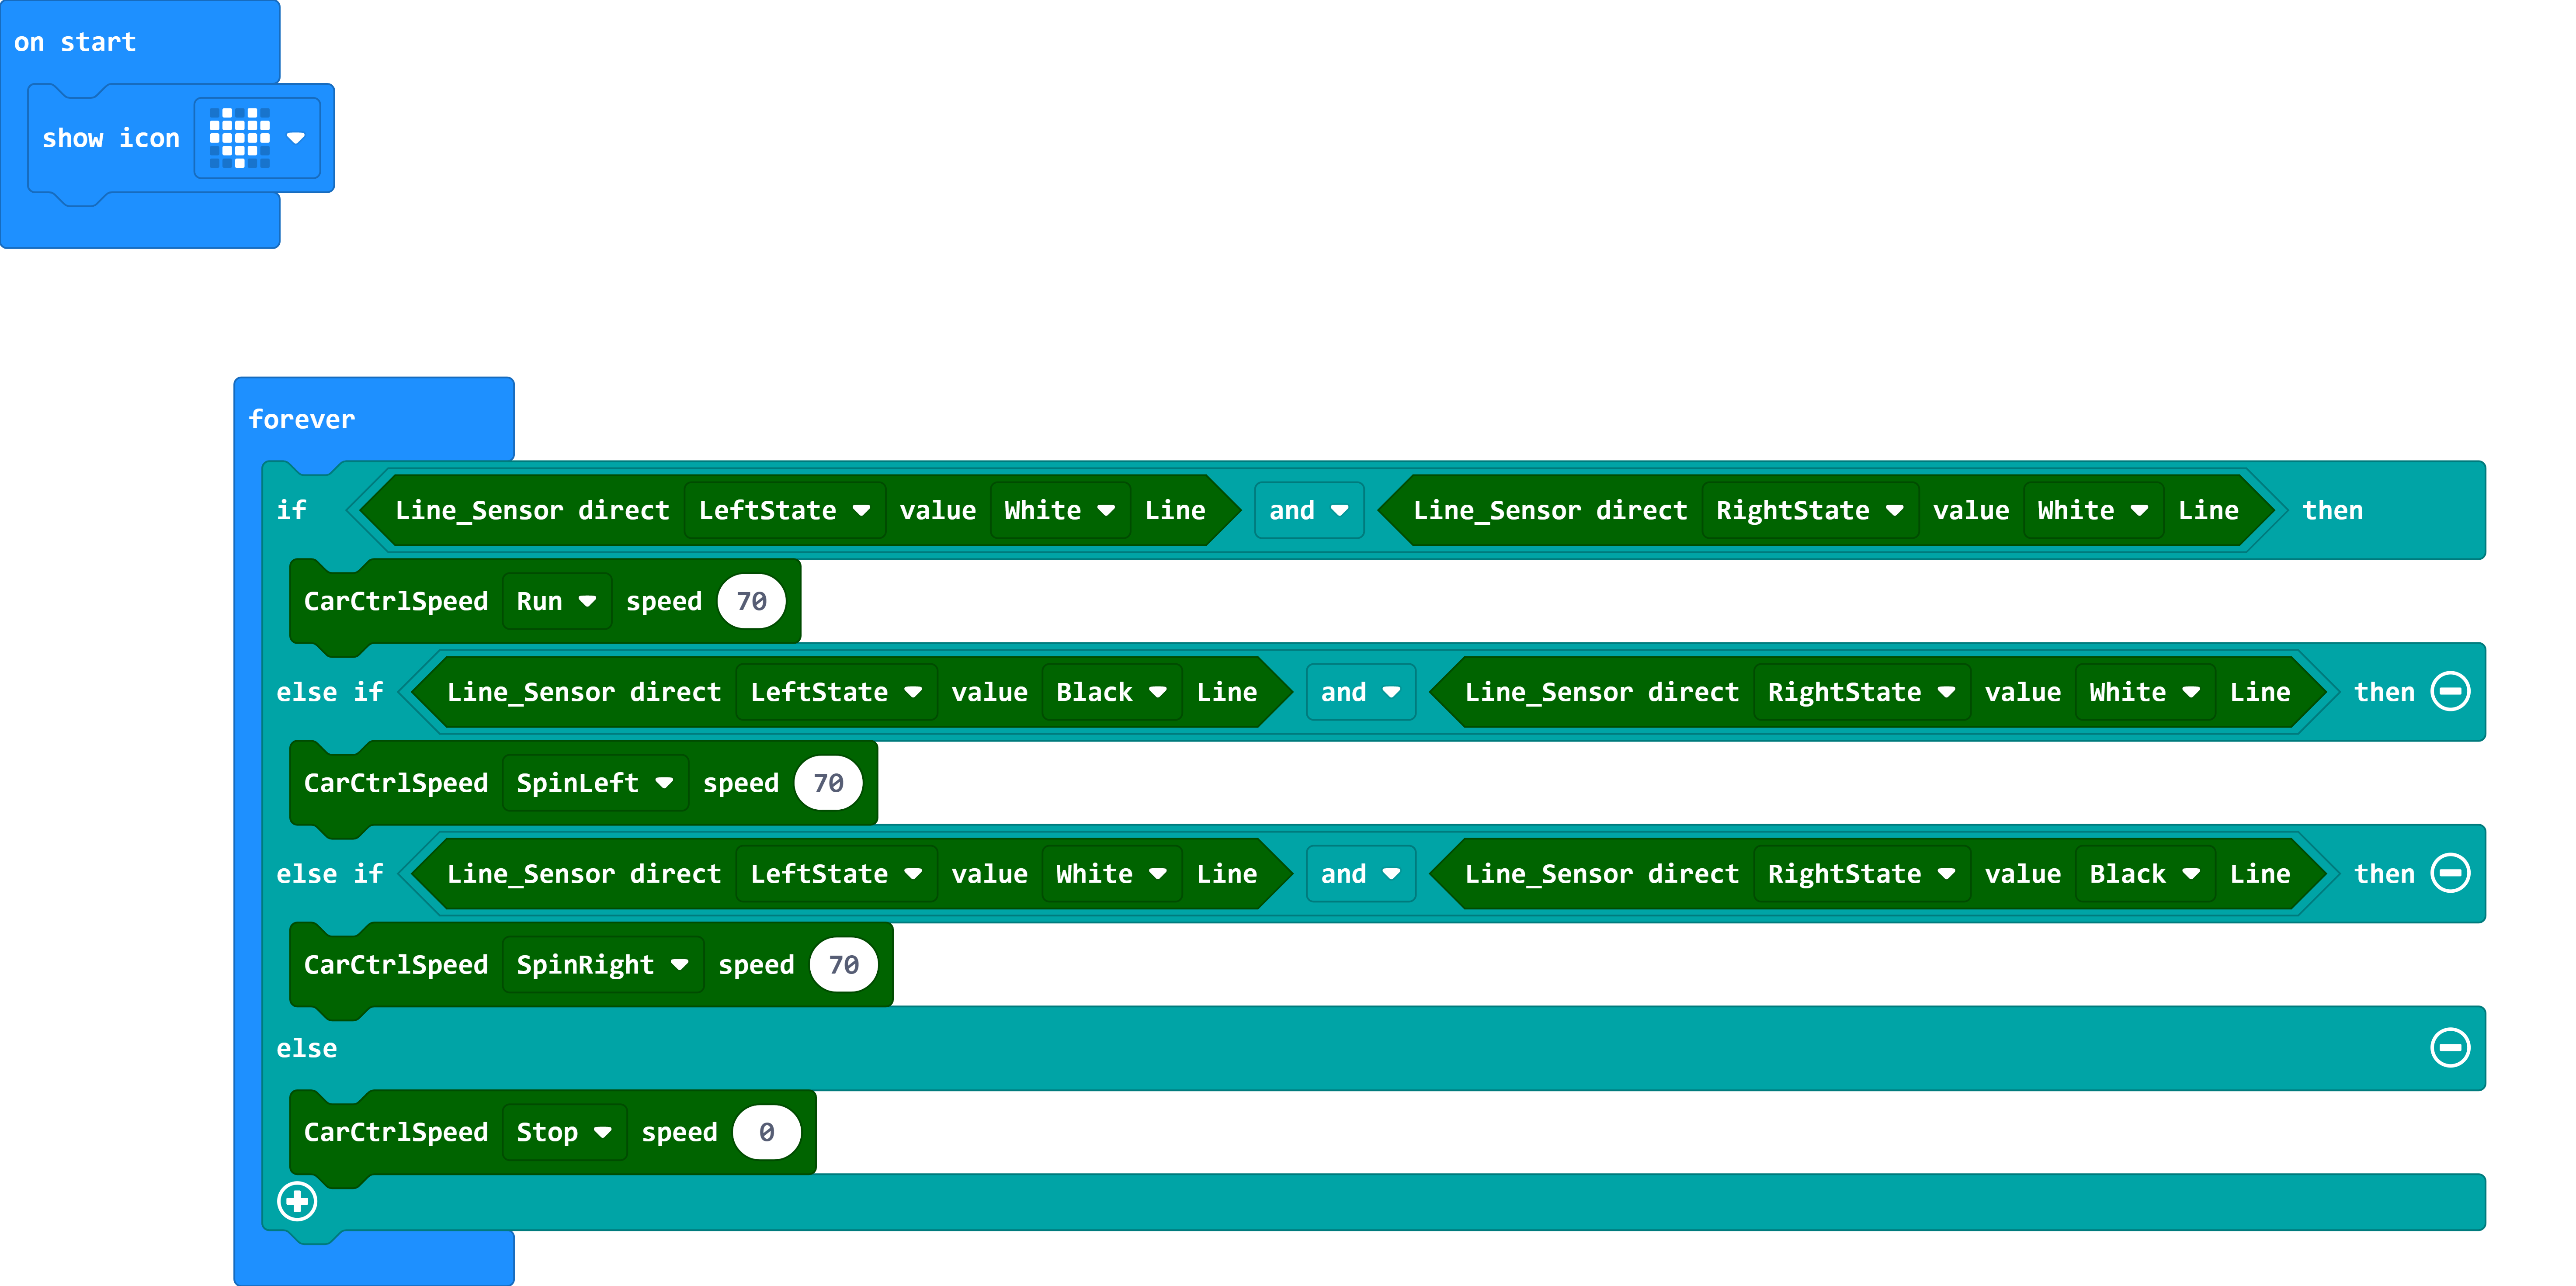 on start
show icon
forever
if Line_Sensor direct LeftState value White Line and Line_Sensor direct RightState value White Line then
CarCtrlSpeed Run speed 70
else if Line_Sensor direct LeftState value Black Line and Line_Sensor direct RightState value White Line then
CarCtrlSpeed SpinLeft speed 70
else if Line_Sensor direct LeftState value White Line and Line_Sensor direct RightState value Black Line then
CarCtrlSpeed SpinRight speed 70
else
CarCtrlSpeed Stop speed 0